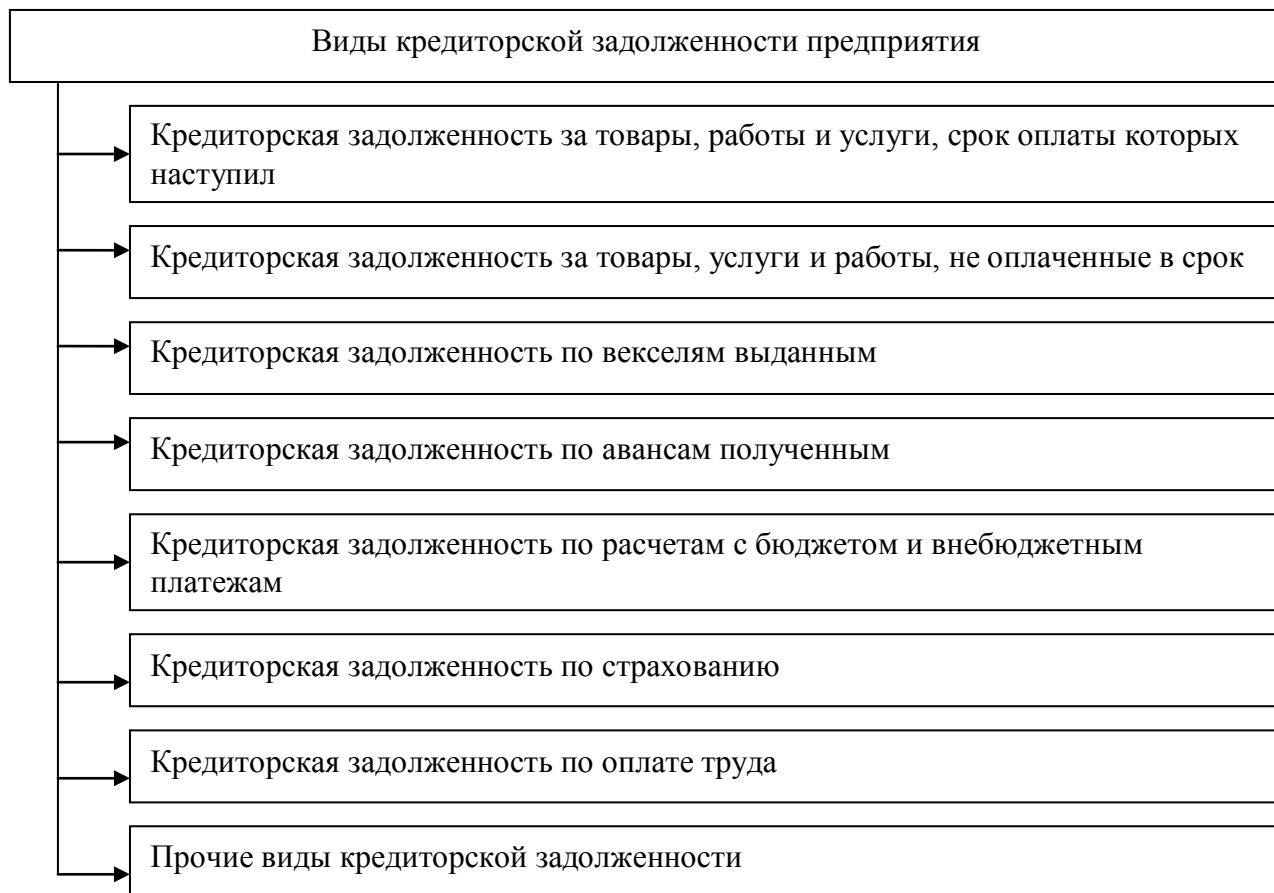 Виды кредиторской задолженности предприятия
Кредиторская задолженность за товары, работы и услуги, срок оплаты которых
наступил
Кредиторская задолженность за товары, услуги и работы, не оплаченные в срок
Кредиторская задолженность по векселям выданным
Кредиторская задолженность по авансам полученным
Кредиторская задолженность по расчетам с бюджетом и внебюджетным
платежам
Кредиторская задолженность по страхованию
Кредиторская задолженность по оплате труда
Прочие виды кредиторской задолженности